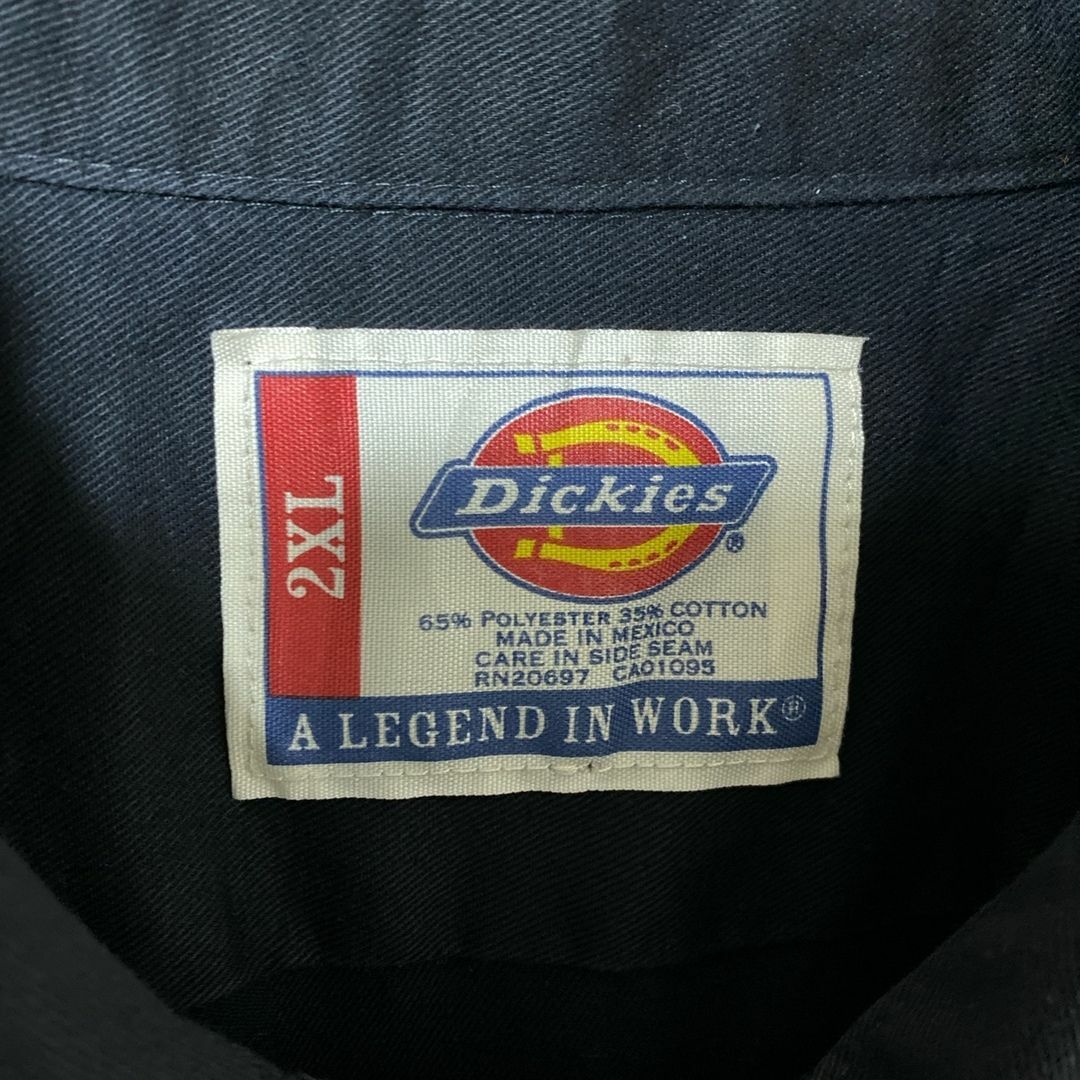 2XL
Dickies®
65% POLYESTER 35% COTTON
MADE IN MEXICO
CARE IN SIDE SEAM
RN20697 CA01095
A LEGEND IN WORK®